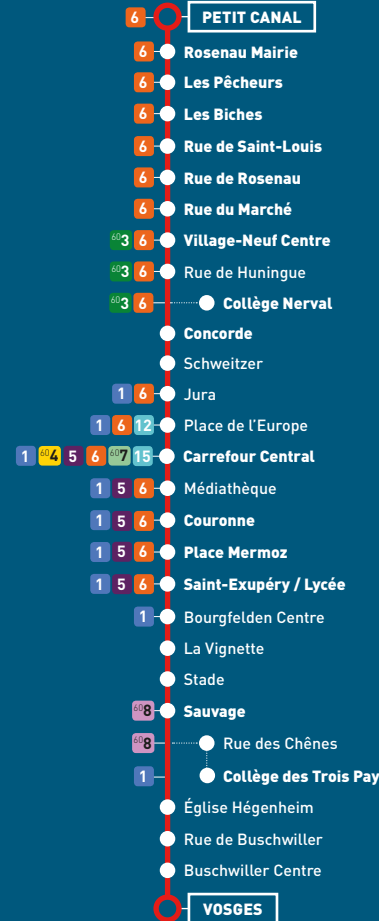 6 PETIT CANAL
6 Rosenau Mairie
6 Les Pêcheurs
6 Les Biches
6 Rue de Saint-Louis
6 Rue de Rosenau
6 Rue du Marché
603 6 Village-Neuf Centre
603 6 Rue de Huningue
603 6 Collège Nerval
Concorde
Schweitzer
1 6 Jura
1 6 12 Place de l'Europe
1 604 5 6 607 15 Carrefour Central
1 5 6 Médiathèque
1 5 6 Couronne
1 5 6 Place Mermoz
1 5 6 Saint-Exupéry / Lycée
1 Bourgfelden Centre
La Vignette
Stade
608 Sauvage
608 Rue des Chênes
1 Collège des Trois Pay
Église Hégenheim
Rue de Buschwiller
Buschwiller Centre
VOSGES